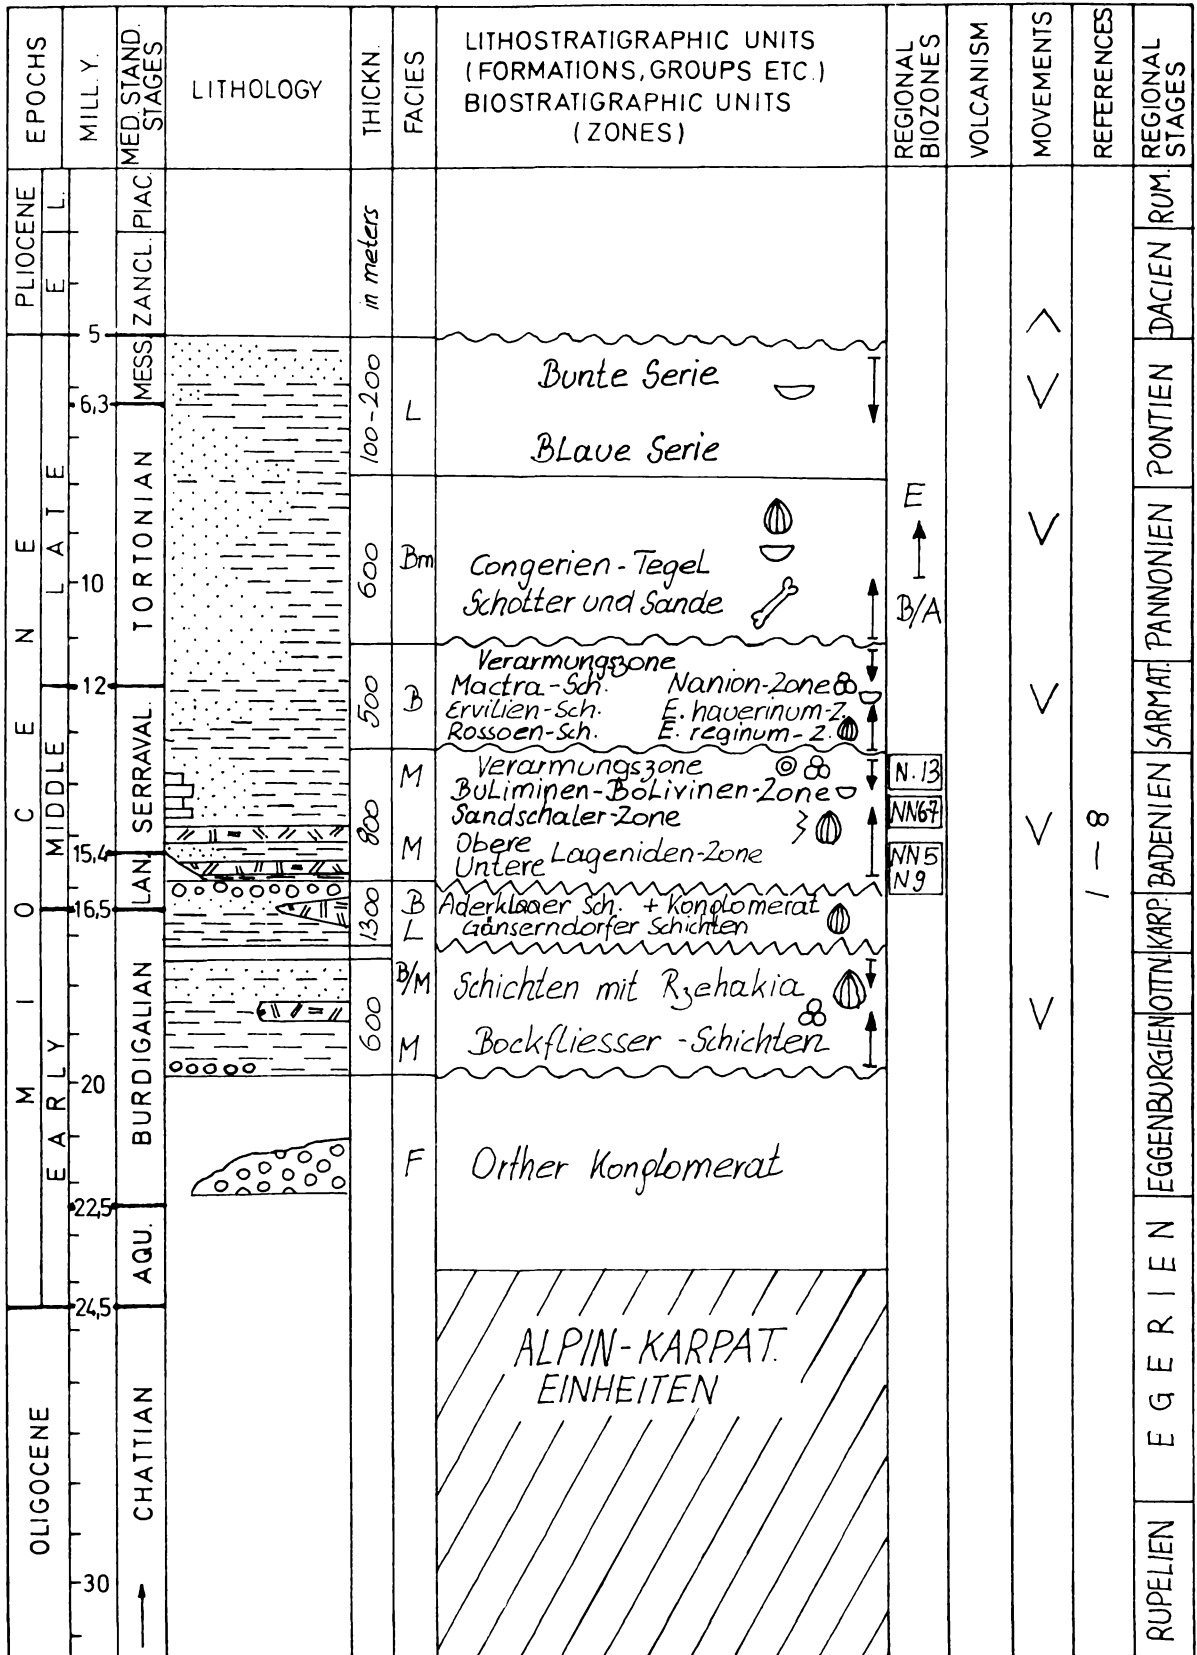 EPOCHS
MILL.Y.
MED.STAND.
STAGES
LITHOLOGY
THICKN.
FACIES
LITHOSTRATIGRAPHIC UNITS
(FORMATIONS, GROUPS ETC.)
BIOSTRATIGRAPHIC UNITS
(ZONES)
REGIONAL
BIOZONES
VOLCANISM
MOVEMENTS
REFERENCES
REGIONAL
STAGES
PLIOCENE
L.
E
MIOCENE
LATE
MIDDLE
EARLY
OLIGOCENE
5
6,3
10
12
15,4
16,5
20
22,5
24,5
30
PIAC.
ZANCL.
MESS.
TORTONIAN
SERRAVAL.
LAN.
BURDIGALIAN
AQU.
CHATTIAN
in meters
100-200
600
500
800
1300
600
L
Bm
B
M
M
B
L
B/M
M
F
Bunte Serie
Blaue Serie
Congerien-Tegel
Schotter und Sande
Verarmungszone
Mactra-Sch. Nanion-Zone
Ervilien-Sch. E. hauerinum-Z.
Rossoen-Sch. E. reginum-Z.
Verarmungszone
Buliminen-Bolivinen-Zone
Sandschaler-Zone
Obere
Untere Lageniden-Zone
Aderklaaer Sch. + Konglomerat
Gänserndorfer Schichten
Schichten mit Rzehakia
Bockfliesser-Schichten
Orther Konglomerat
ALPIN-KARPAT.
EINHEITEN
E
B/A
N.13
NN67
NN5
N9
1—8
RUM.
DACIEN
PONTIEN
PANNONIEN
SARMAT.
BADENIEN
KARP.
OTTN.
EGGENBURGIEN
EGERIEN
RUPELIEN